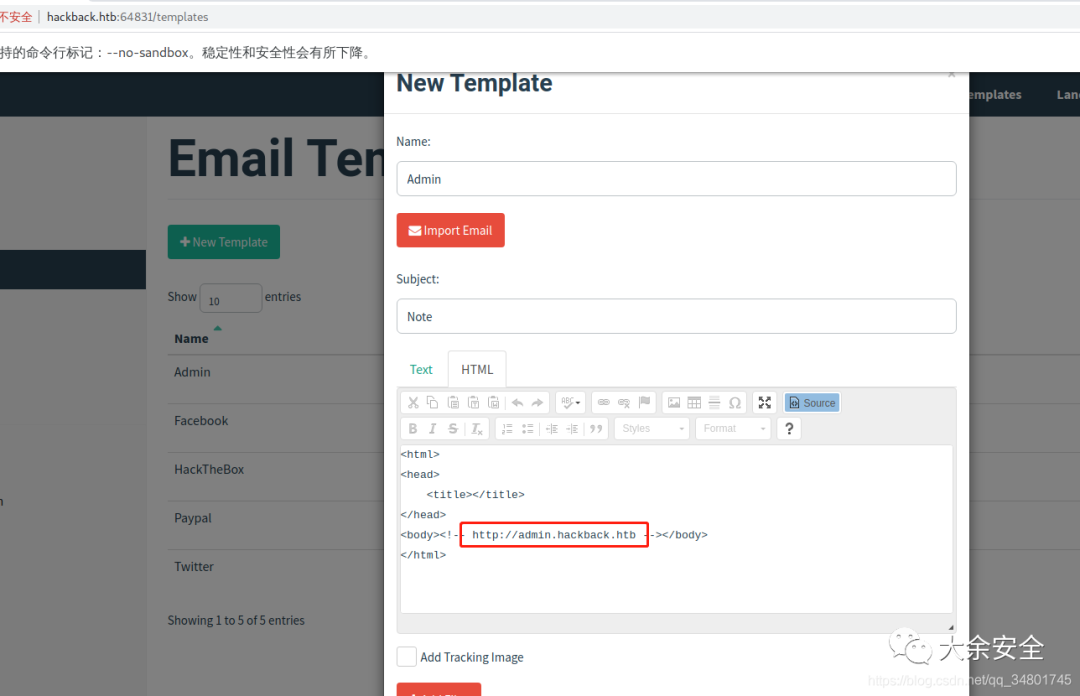 不安全 | hackback.htb:64831/templates
持的命令行标记：--no-sandbox。稳定性和安全性会有所下降。
New Template
×
emplates
Lan
Email Ten
Name:
Admin
New Template
Import Email
Show 10 entries
Subject:
Note
Name
Admin
Facebook
HackTheBox
Paypal
Twitter
Showing 1 to 5 of 5 entries
n
Text
HTML
ABC
Source
B I S Tx
Styles
Format
?
<html>
<head>
<title></title>
</head>
<body><!-- http://admin.hackback.htb --></body>
</html>
Add Tracking Image
大余安全
https://blog.csdn.net/qq_34801745